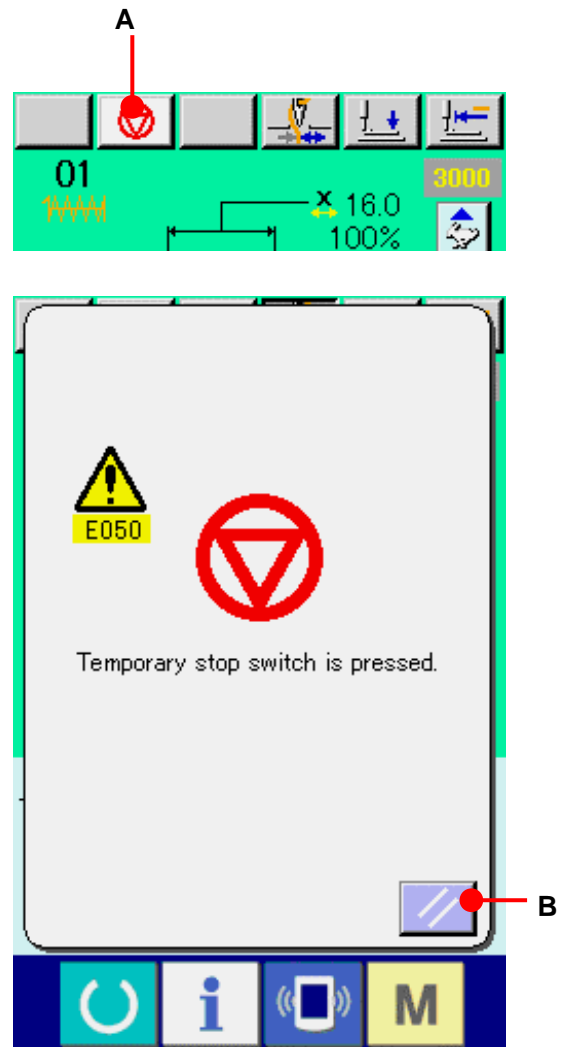 A
01
3000
X 16.0
100%
E050
Temporary stop switch is pressed.
B
M